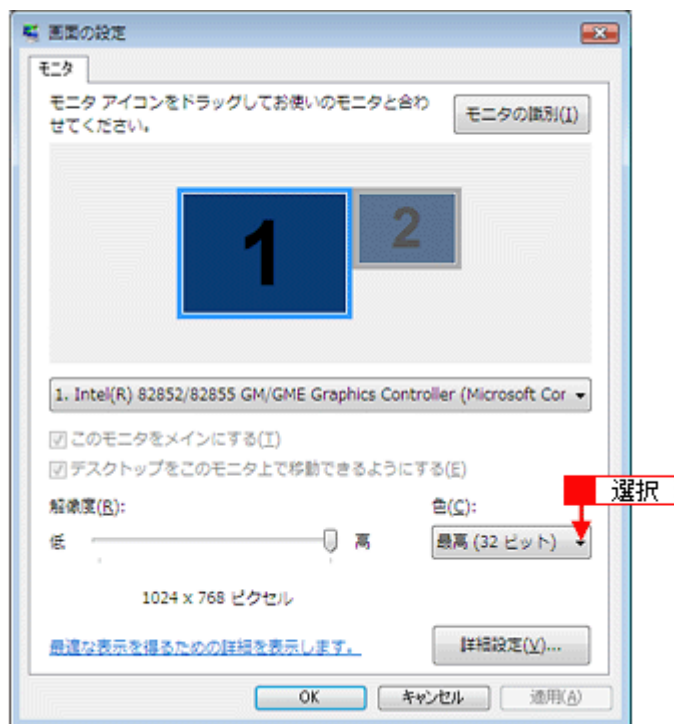 画面の設定
モニタ
モニタ アイコンをドラッグしてお使いのモニタと合わ
せてください。
モニタの識別(I)
1
2
1. Intel(R) 82852/82855 GM/GME Graphics Controller (Microsoft Cor
このモニタをメインにする(T)
デスクトップをこのモニタ上で移動できるようにする(E)
解像度(R):
色(C):
選択
低
高
最高 (32 ビット)
1024 x 768 ピクセル
最適な表示を得るための詳細を表示します。
詳細設定(V)...
OK
キャンセル
適用(A)